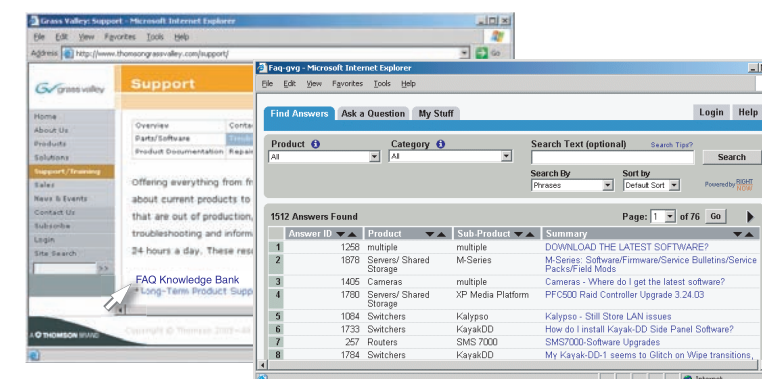 Grass Valley: Support - Microsoft Internet Explorer
File Edit View Favorites Tools Help
Address http://www.thomsongrassvalley.com/support/ Go
grass valley
Support
Home
About Us
Products
Solutions
Support/Training
Sales
News & Events
Contact Us
Subscribe
Login
Site Search
>>
Overview
Parts/Software
Product Documentation Repair
Offering everything from
about current products to
that are out of production,
troubleshooting and inform
24 hours a day. These
FAQ Knowledge Bank
Long-Term Product Supp
A THOMSON BRAND
Copyright © Thomson
Faq-gvg - Microsoft Internet Explorer
File Edit View Favorites Tools Help
Find Answers Ask a Question My Stuff Login Help
Product Category Search Text (optional) Search Tips?
All All Search
Search By Sort by
Phrases Default Sort Powered by RIGHT NOW
1512 Answers Found Page: 1 of 76 Go
Answer ID Product Sub-Product Summary
1 1258 multiple multiple DOWNLOAD THE LATEST SOFTWARE?
2 1878 Servers/ Shared Storage M-Series M-Series: Software/Firmware/Service Bulletins/Service Packs/Field Mods
3 1405 Cameras multiple Cameras - Where do I get the latest software?
4 1780 Servers/ Shared Storage XP Media Platform PFC500 Raid Controller Upgrade 3.24.03
5 1084 Switchers Kalypso Kalypso - Still Store LAN issues
6 1733 Switchers KayakDD How do I install Kayak-DD Side Panel Software?
7 257 Routers SMS 7000 SMS7000-Software Upgrades
8 1784 Switchers KayakDD My Kayak-DD-1 seems to Glitch on Wipe transitions,
Internet